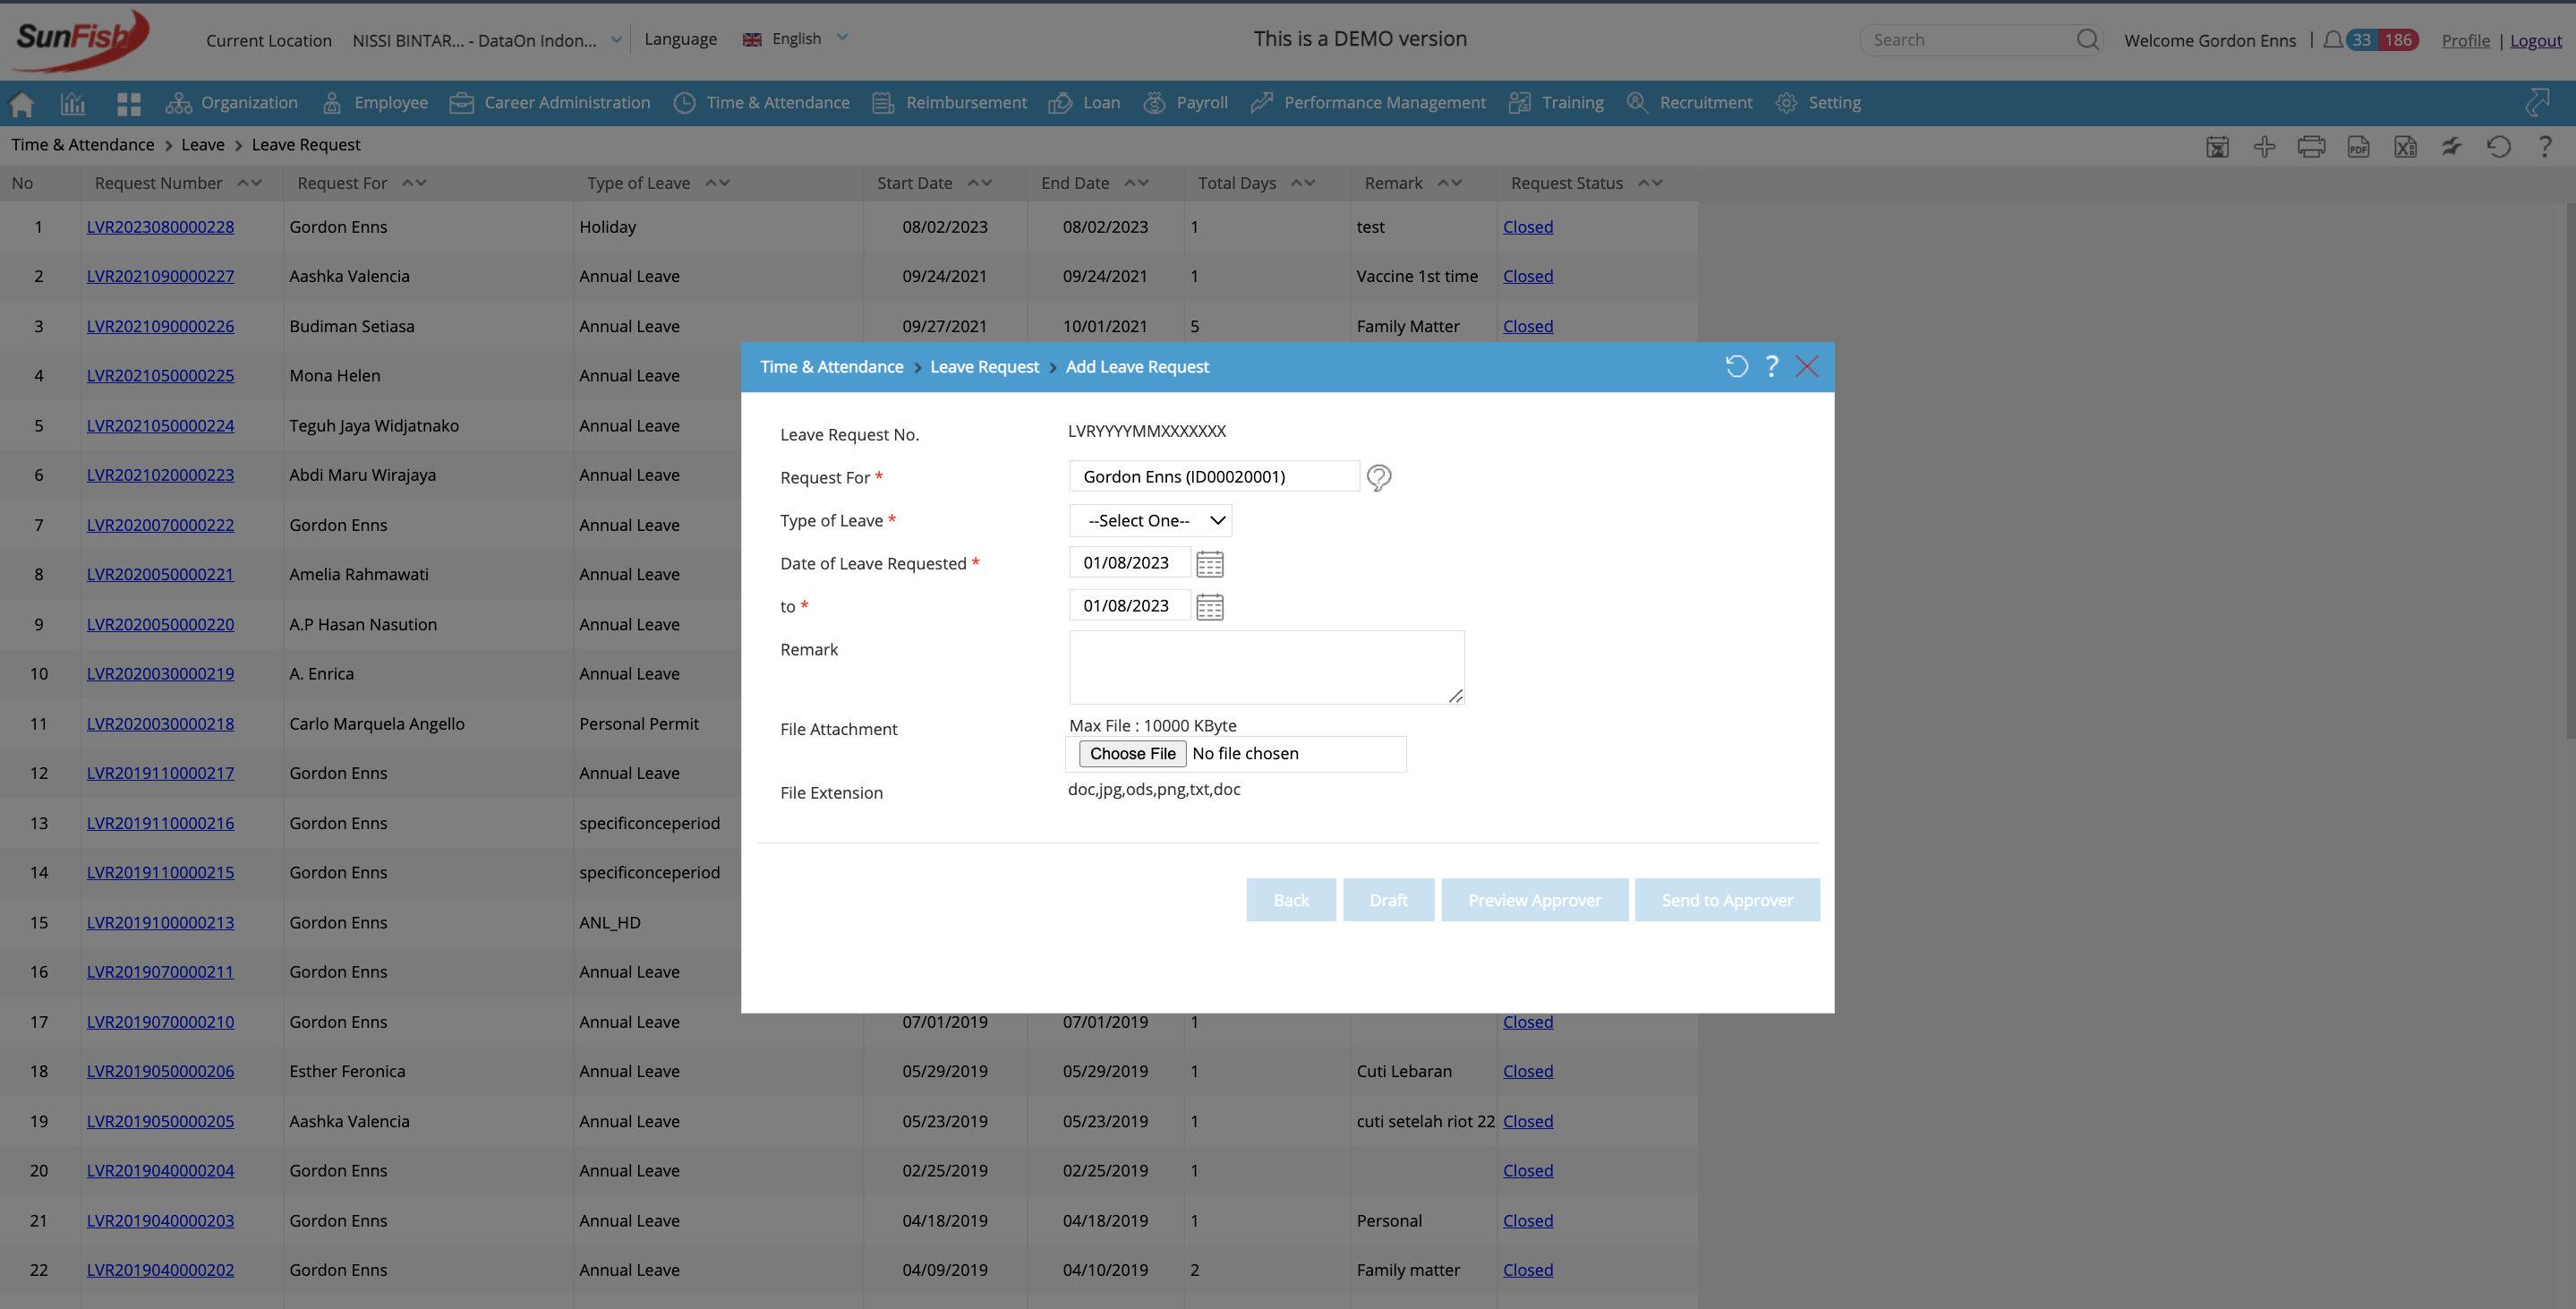 SunFish Current Location NISSI BINTAR... - DataOn Indon... Language English This is a DEMO version Search Welcome Gordon Enns | 33 186 Profile | Logout
Organization Employee Career Administration Time & Attendance Reimbursement Loan Payroll Performance Management Training Recruitment Setting
Time & Attendance > Leave > Leave Request
No Request Number Request For Type of Leave Start Date End Date Total Days Remark Request Status
1 LVR2023080000228 Gordon Enns Holiday 08/02/2023 08/02/2023 1 test Closed
2 LVR2021090000227 Aashka Valencia Annual Leave 09/24/2021 09/24/2021 1 Vaccine 1st time Closed
3 LVR2021090000226 Budiman Setiasa Annual Leave 09/27/2021 10/01/2021 5 Family Matter Closed
4 LVR2021050000225 Mona Helen Annual Leave
5 LVR2021050000224 Teguh Jaya Widjatnako Annual Leave
6 LVR2021020000223 Abdi Maru Wirajaya Annual Leave
7 LVR2020070000222 Gordon Enns Annual Leave
8 LVR2020050000221 Amelia Rahmawati Annual Leave
9 LVR2020050000220 A.P Hasan Nasution Annual Leave
10 LVR2020030000219 A. Enrica Annual Leave
11 LVR2020030000218 Carlo Marquela Angello Personal Permit
12 LVR2019110000217 Gordon Enns Annual Leave
13 LVR2019110000216 Gordon Enns specificonceperiod
14 LVR2019110000215 Gordon Enns specificonceperiod
15 LVR2019100000213 Gordon Enns ANL_HD
16 LVR2019070000211 Gordon Enns Annual Leave
17 LVR2019070000210 Gordon Enns Annual Leave 07/01/2019 07/01/2019 1 Closed
18 LVR2019050000206 Esther Feronica Annual Leave 05/29/2019 05/29/2019 1 Cuti Lebaran Closed
19 LVR2019050000205 Aashka Valencia Annual Leave 05/23/2019 05/23/2019 1 cuti setelah riot 22 Closed
20 LVR2019040000204 Gordon Enns Annual Leave 02/25/2019 02/25/2019 1 Closed
21 LVR2019040000203 Gordon Enns Annual Leave 04/18/2019 04/18/2019 1 Personal Closed
22 LVR2019040000202 Gordon Enns Annual Leave 04/09/2019 04/10/2019 2 Family matter Closed
Time & Attendance > Leave Request > Add Leave Request
Leave Request No. LVRYYYYMMXXXXXXX
Request For * Gordon Enns (ID00020001)
Type of Leave * --Select One--
Date of Leave Requested * 01/08/2023
to * 01/08/2023
Remark
File Attachment Max File : 10000 KByte
Choose File No file chosen
File Extension doc,jpg,ods,png,txt,doc
Back Draft Preview Approver Send to Approver